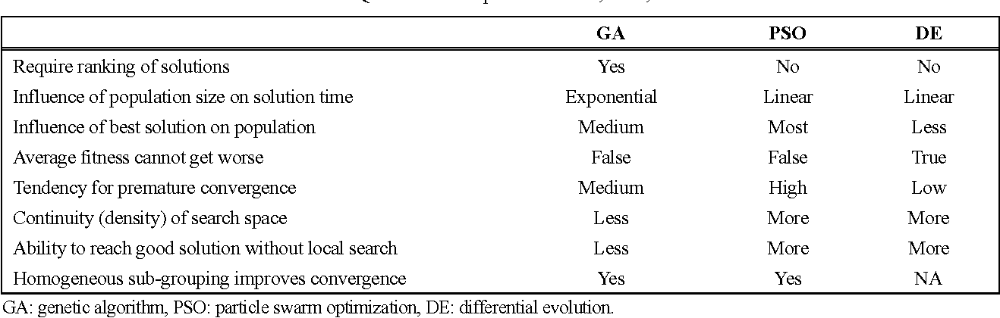 GA PSO DE
Require ranking of solutions Yes No No
Influence of population size on solution time Exponential Linear Linear
Influence of best solution on population Medium Most Less
Average fitness cannot get worse False False True
Tendency for premature convergence Medium High Low
Continuity (density) of search space Less More More
Ability to reach good solution without local search Less More More
Homogeneous sub-grouping improves convergence Yes Yes NA
GA: genetic algorithm, PSO: particle swarm optimization, DE: differential evolution.